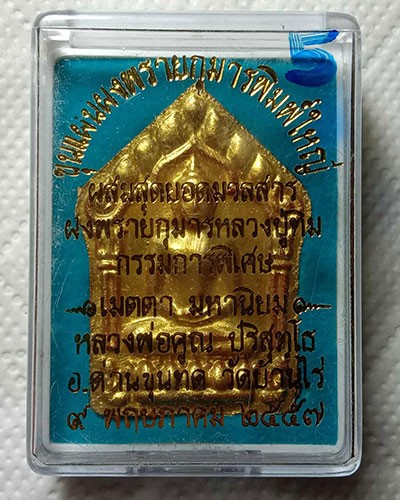 5
ขุนแผนผงพรายกุมารพิมพ์ใหญ่
ผสมสุดยอดมวลสาร
ผงพรายกุมารหลวงปู่ทิม
กรรมการพิเศษ
เมตตา มหานิยม
หลวงพ่อคูณ ปริสุทฺโธ
อ.ด่านขุนทด วัดบ้านไร่
๙ พฤษภาคม ๒๕๕๗